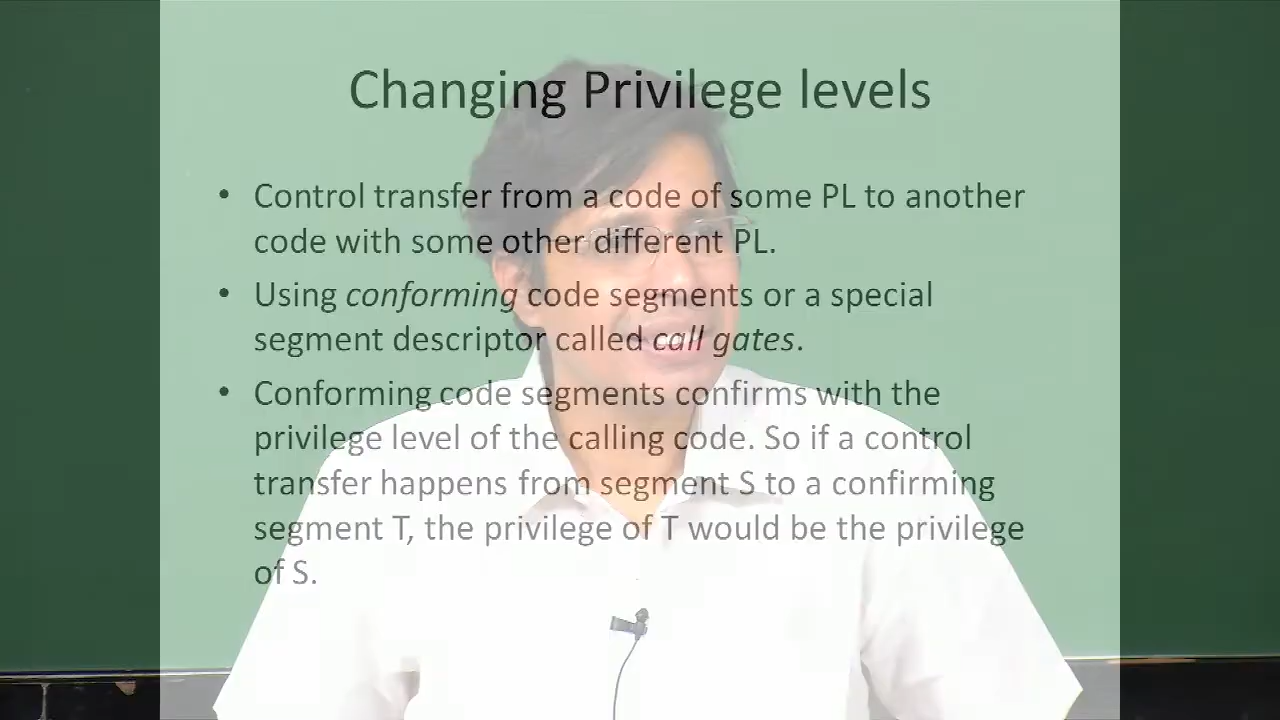 Changing Privilege levels
• Control transfer from a code of some PL to another
code with some other different PL.
• Using conforming code segments or a special
segment descriptor called call gates.
• Conforming code segments confirms with the
privilege level of the calling code. So if a control
transfer happens from segment S to a confirming
segment T, the privilege of T would be the privilege
of S.